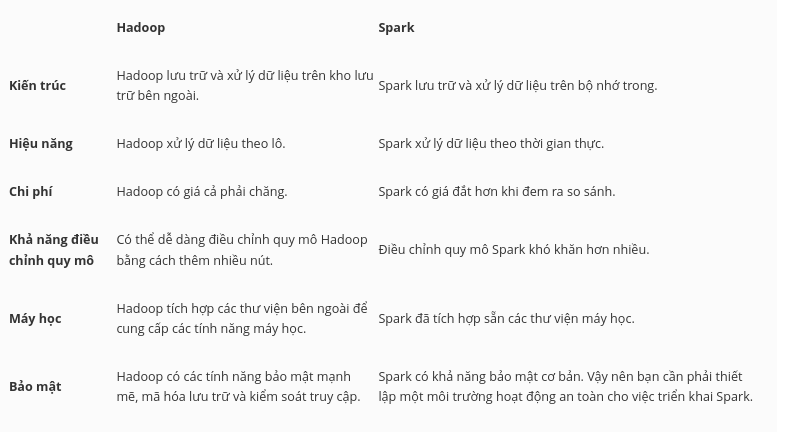 Hadoop Spark
Kiến trúc
Hadoop lưu trữ và xử lý dữ liệu trên kho lưu
trữ bên ngoài.
Spark lưu trữ và xử lý dữ liệu trên bộ nhớ trong.
Hiệu năng
Hadoop xử lý dữ liệu theo lô.
Spark xử lý dữ liệu theo thời gian thực.
Chi phí
Hadoop có giá cả phải chăng.
Spark có giá đắt hơn khi đem ra so sánh.
Khả năng điều
chỉnh quy mô
Có thể dễ dàng điều chỉnh quy mô Hadoop
bằng cách thêm nhiều nút.
Điều chỉnh quy mô Spark khó khăn hơn nhiều.
Máy học
Hadoop tích hợp các thư viện bên ngoài để
cung cấp các tính năng máy học.
Spark đã tích hợp sẵn các thư viện máy học.
Bảo mật
Hadoop có các tính năng bảo mật mạnh
mẽ, mã hóa lưu trữ và kiểm soát truy cập.
Spark có khả năng bảo mật cơ bản. Vậy nên bạn cần phải thiết
lập một môi trường hoạt động an toàn cho việc triển khai Spark.